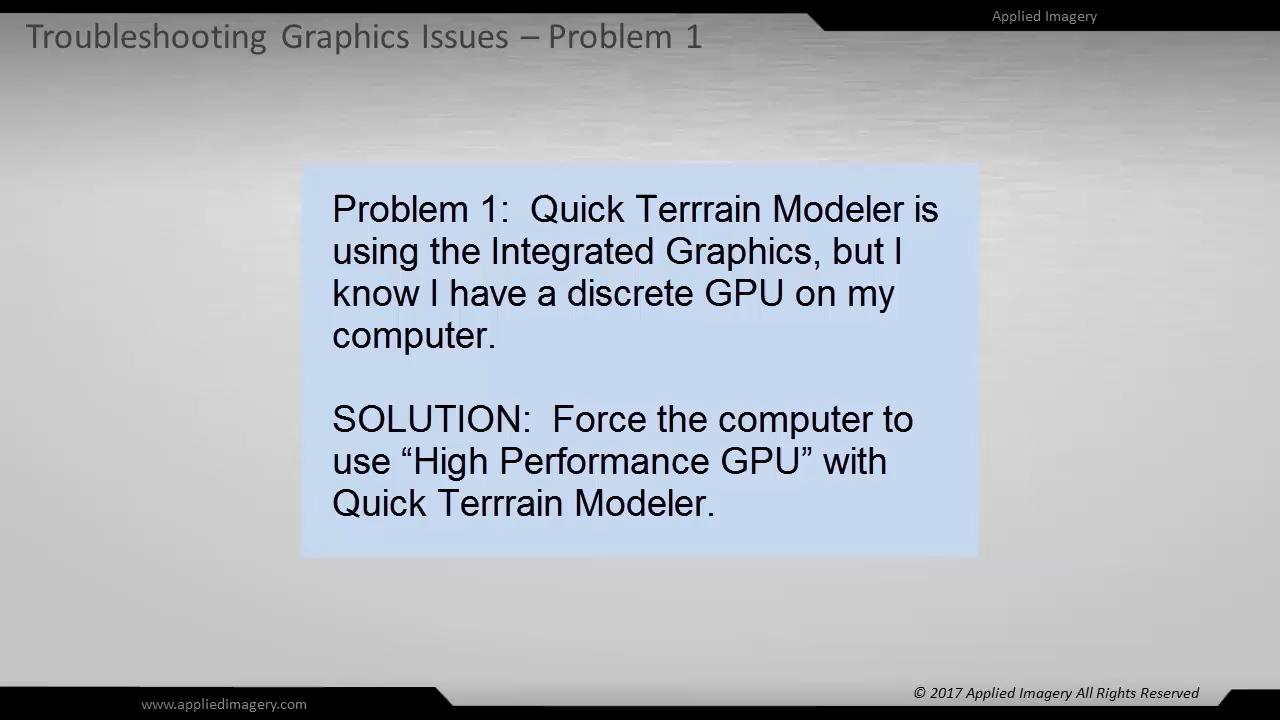 Applied Imagery
Troubleshooting Graphics Issues – Problem 1
Problem 1:  Quick Terrrain Modeler is
using the Integrated Graphics, but I
know I have a discrete GPU on my
computer.
SOLUTION:  Force the computer to
use “High Performance GPU” with
Quick Terrrain Modeler.
www.appliedimagery.com
© 2017 Applied Imagery All Rights Reserved